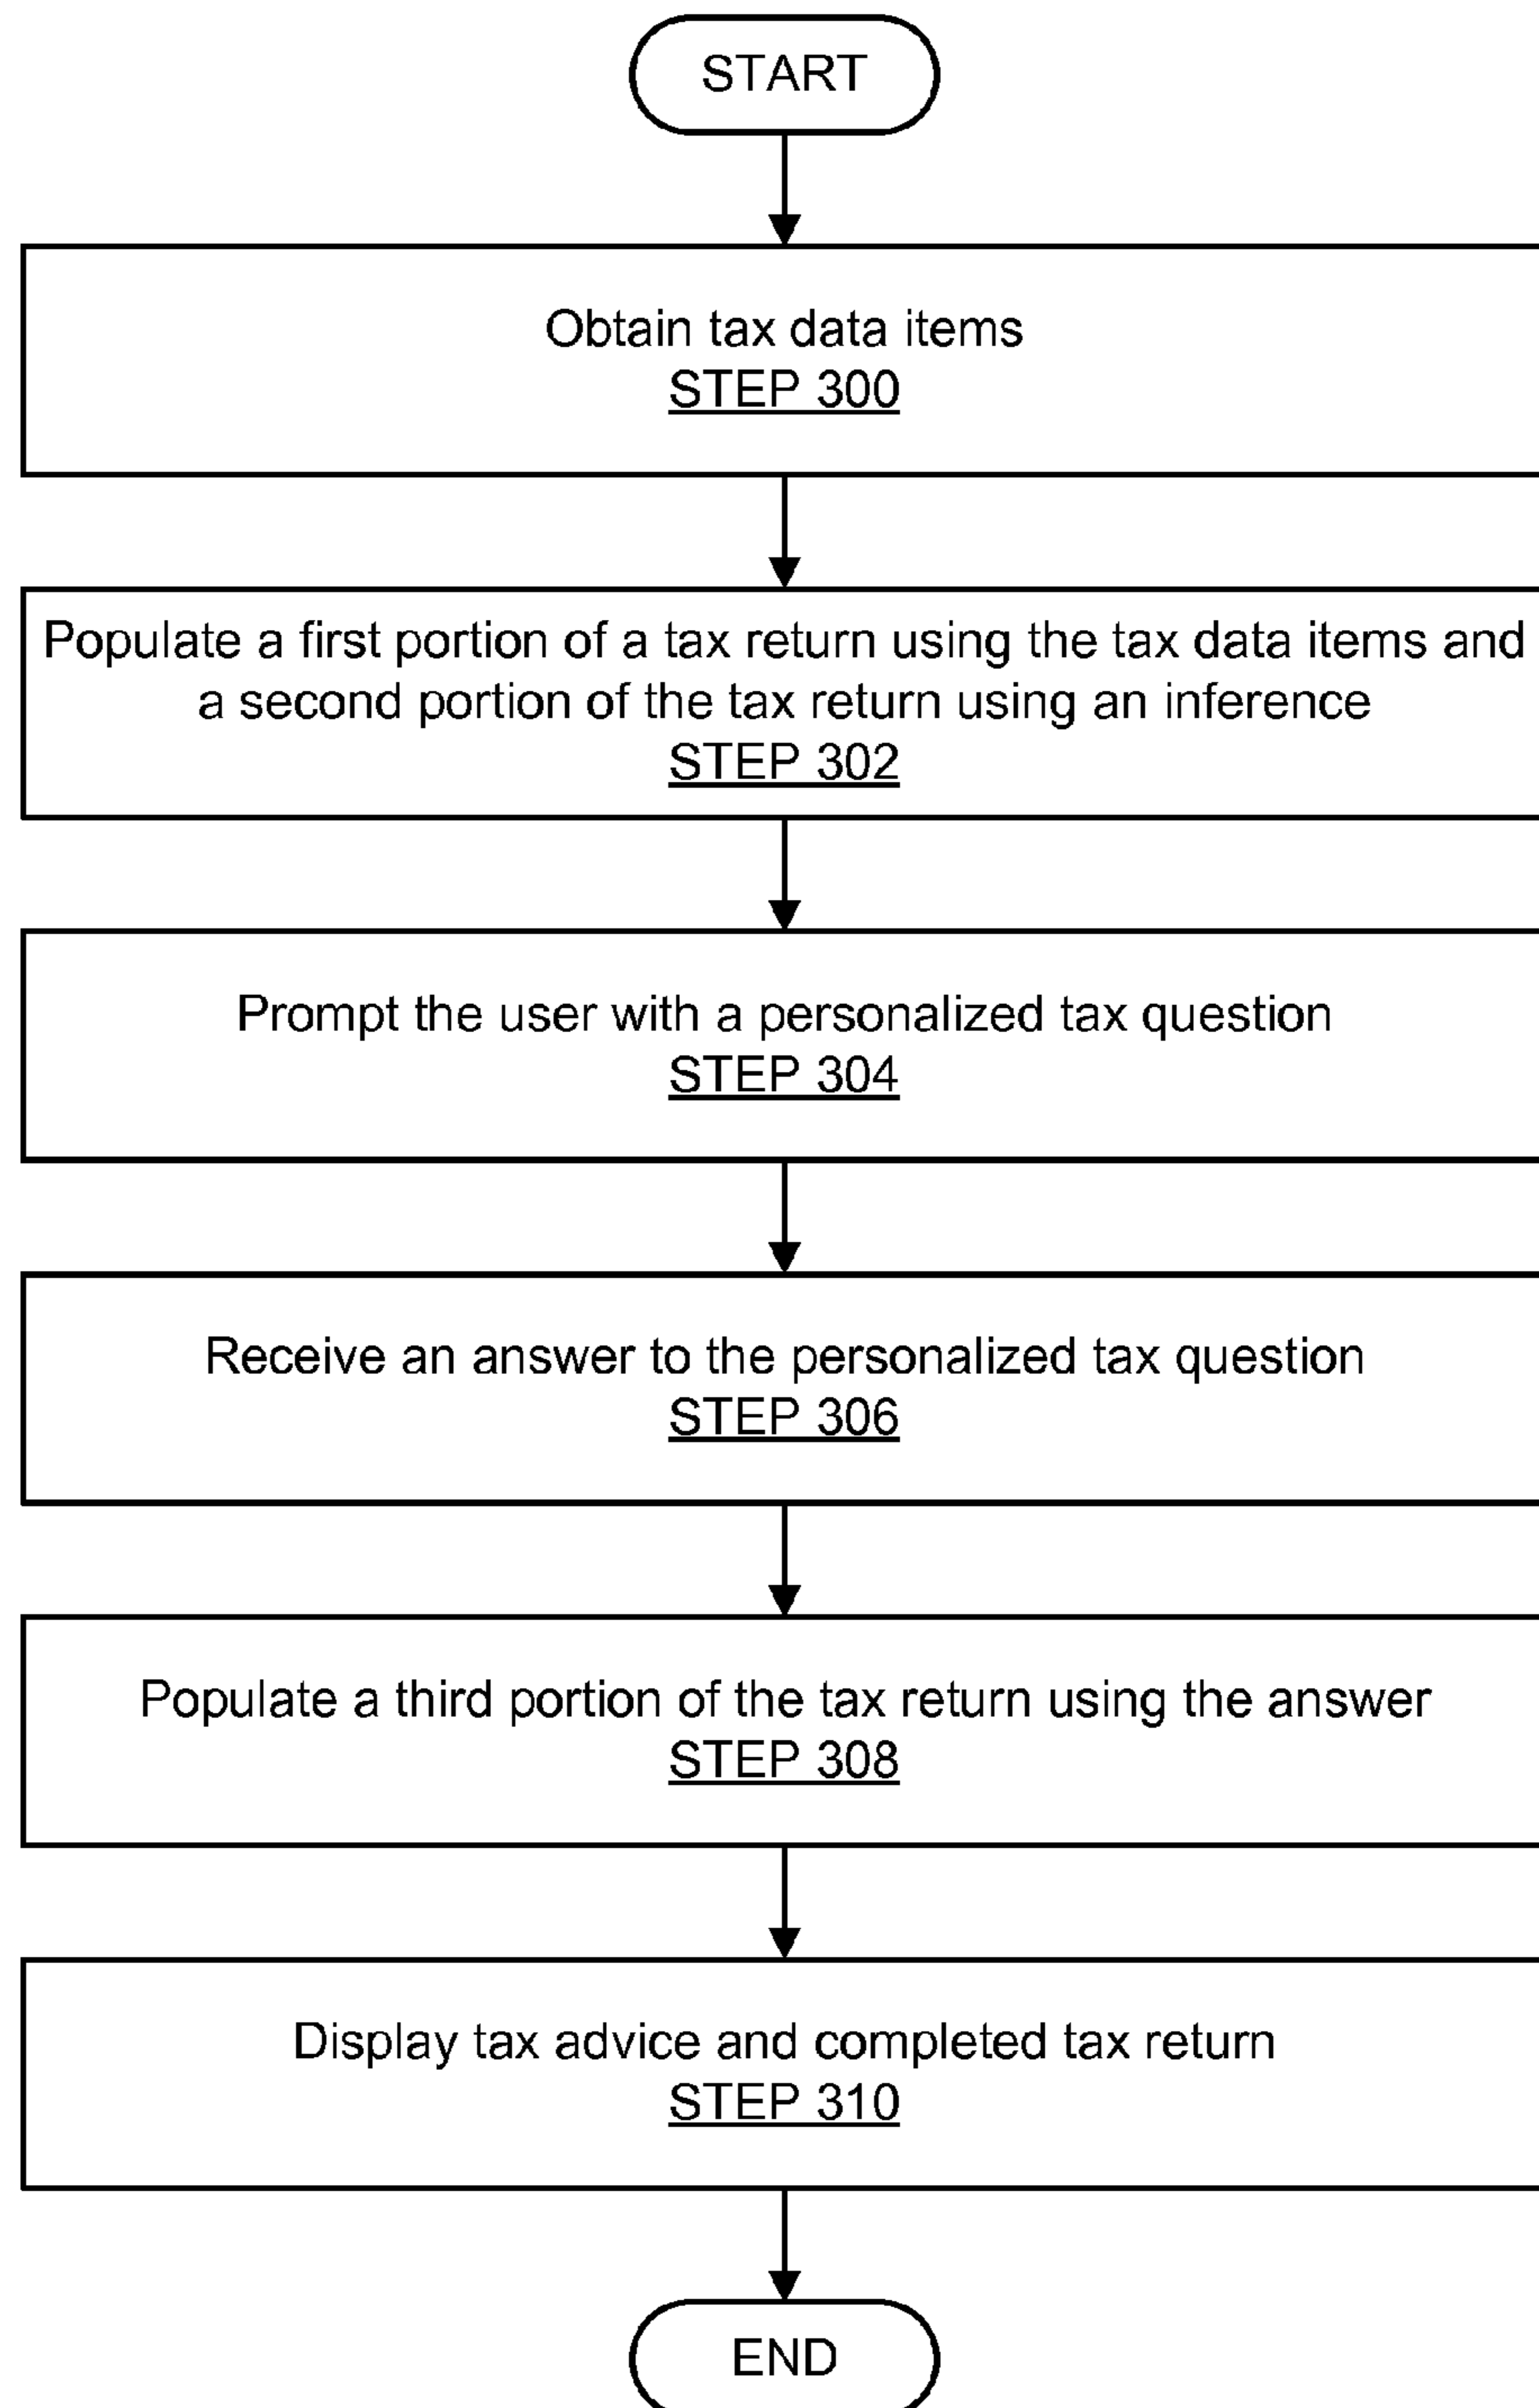 START
Obtain tax data items
STEP 300
Populate a first portion of a tax return using the tax data items and
a second portion of the tax return using an inference
STEP 302
Prompt the user with a personalized tax question
STEP 304
Receive an answer to the personalized tax question
STEP 306
Populate a third portion of the tax return using the answer
STEP 308
Display tax advice and completed tax return
STEP 310
END